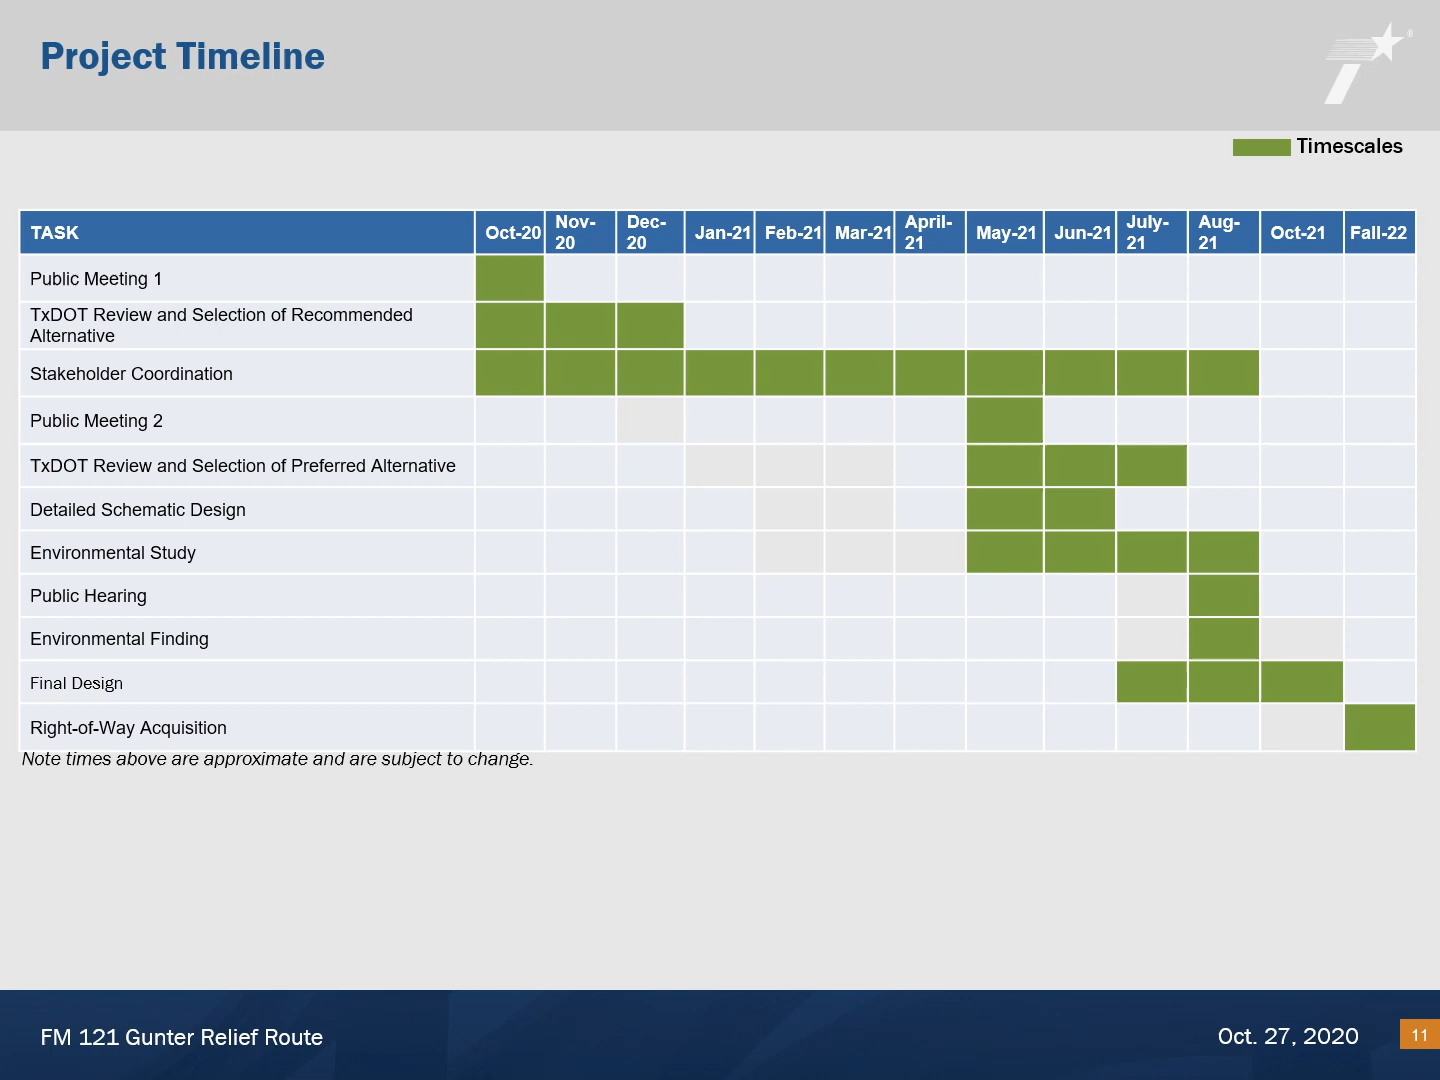 Project Timeline
®
Timescales
TASK
Oct-20
Nov-
20
Dec-
20
Jan-21
Feb-21
Mar-21
April-
21
May-21
Jun-21
July-
21
Aug-
21
Oct-21
Fall-22
Public Meeting 1
TxDOT Review and Selection of Recommended
Alternative
Stakeholder Coordination
Public Meeting 2
TxDOT Review and Selection of Preferred Alternative
Detailed Schematic Design
Environmental Study
Public Hearing
Environmental Finding
Final Design
Right-of-Way Acquisition
Note times above are approximate and are subject to change.
FM 121 Gunter Relief Route
Oct. 27, 2020
11